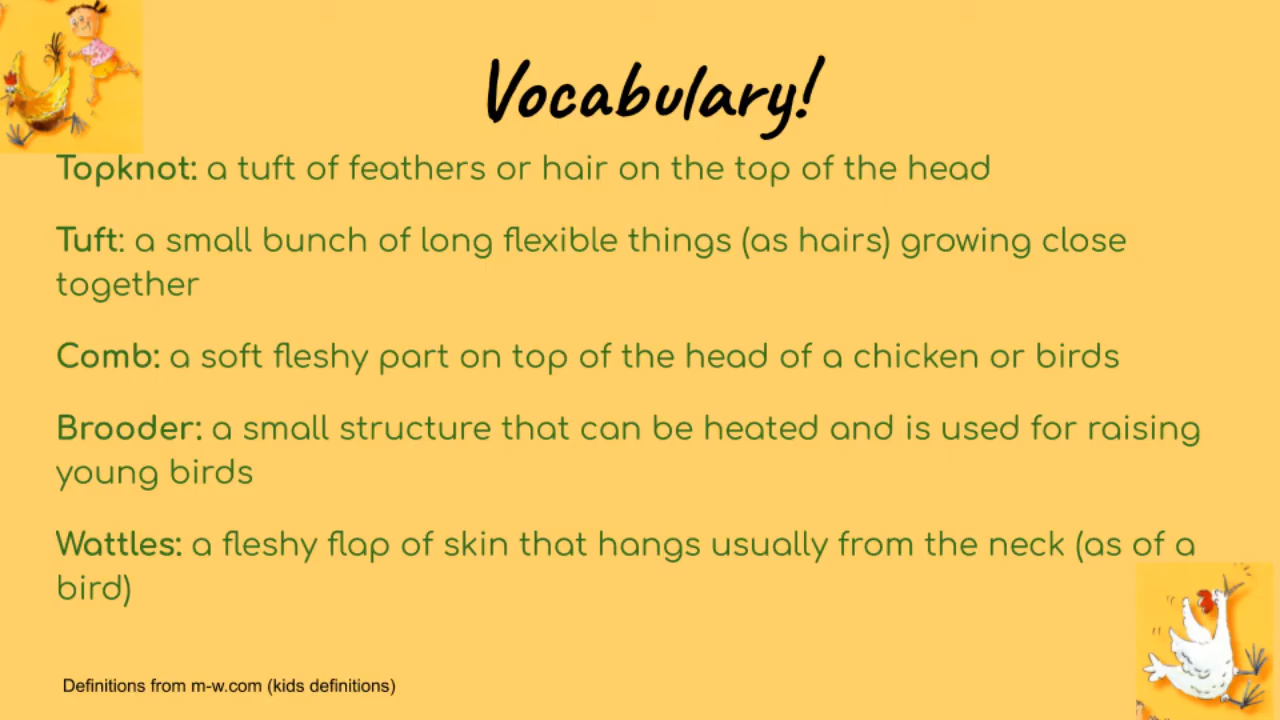 Vocabulary!
Topknot: a tuft of feathers or hair on the top of the head
Tuft: a small bunch of long flexible things (as hairs) growing close
together
Comb: a soft fleshy part on top of the head of a chicken or birds
Brooder: a small structure that can be heated and is used for raising
young birds
Wattles: a fleshy flap of skin that hangs usually from the neck (as of a
bird)
Definitions from m-w.com (kids definitions)